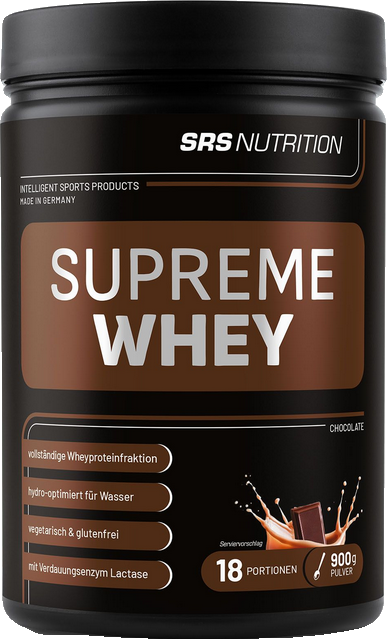 SRS NUTRITION
INTELLIGENT SPORTS PRODUCTS
MADE IN GERMANY
SUPREME
WHEY
CHOCOLATE
vollständige Wheyproteinfraktion
hydro-optimiert für Wasser
vegetarisch & glutenfrei
mit Verdauungsenzym Lactase
Serviervorschlag
18 PORTIONEN
900g
PULVER